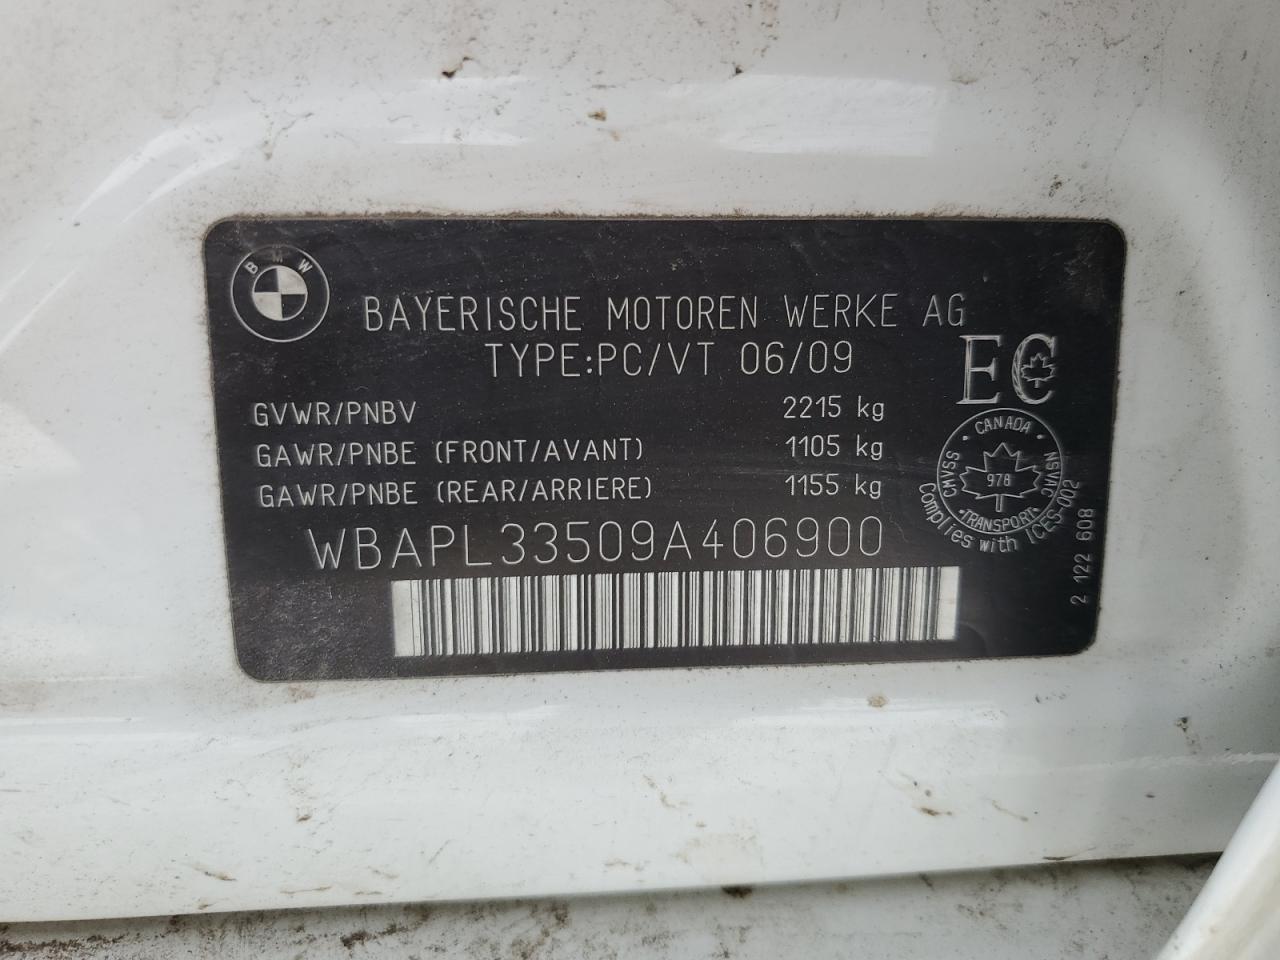 BMW
BAYERISCHE MOTOREN WERKE AG
TYPE:PC/VT 06/09
EC
GVWR/PNBV 2215 kg
GAWR/PNBE (FRONT/AVANT) 1105 kg
GAWR/PNBE (REAR/ARRIERE) 1155 kg
CANADA
CMVSS
NSVAC
978
TRANSPORT
Complies with ICES-002
WBAPL33509A406900
2 122 608